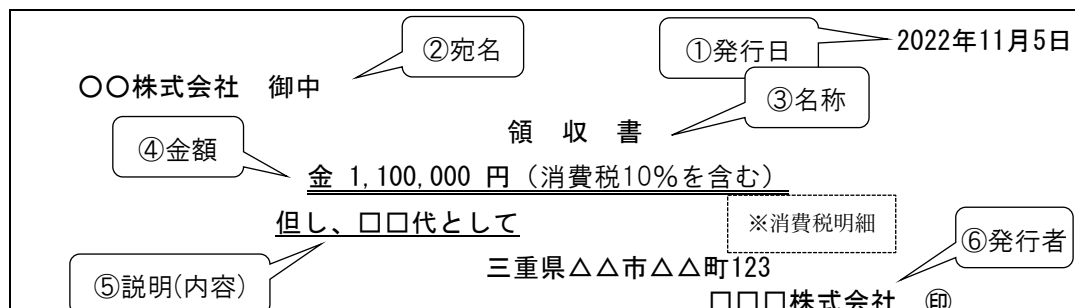 2022年11月5日
①発行日
②宛名
〇〇株式会社 御中
③名称
領 収 書
④金額
金 1,100,000 円（消費税10％を含む）
但し、□□代として
※消費税明細
⑥発行者
⑤説明(内容)
三重県△△市△△町123
□□□株式会社 ㊞